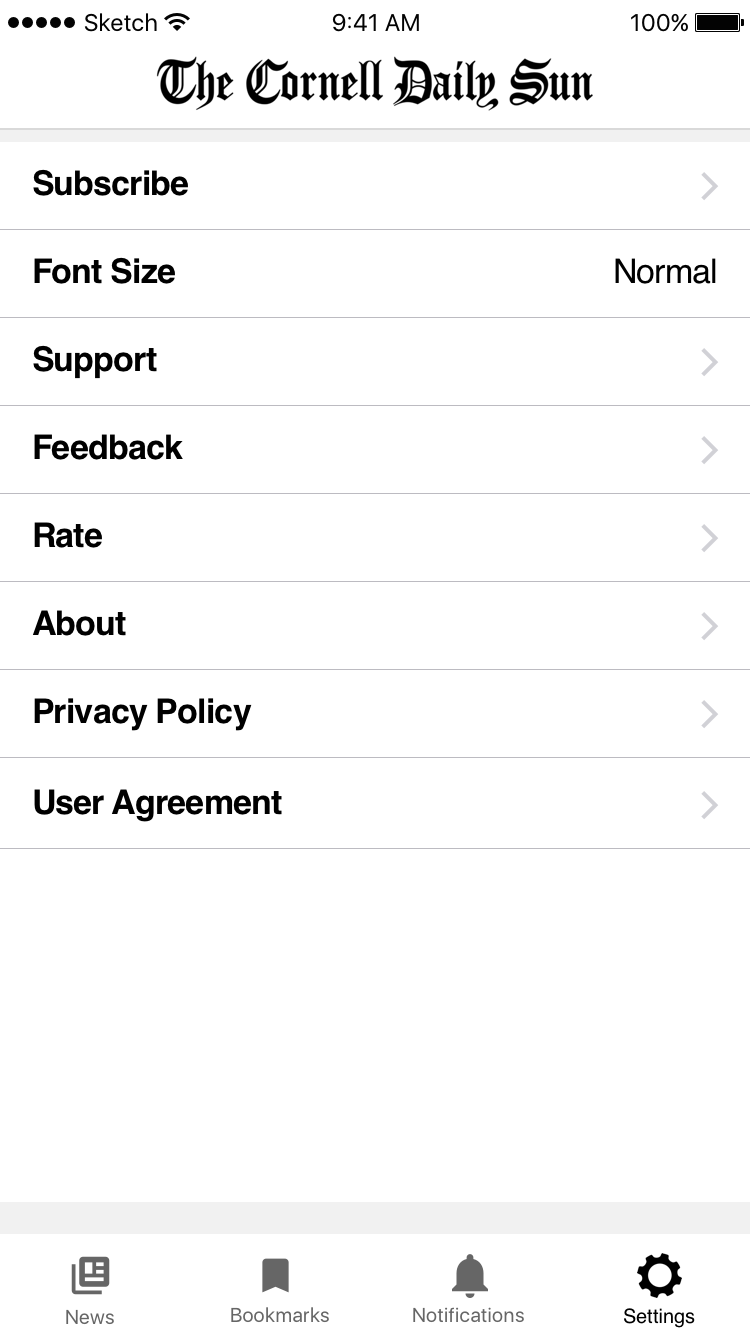 Sketch 9:41 AM 100%
The Cornell Daily Sun
Subscribe
Font Size Normal
Support
Feedback
Rate
About
Privacy Policy
User Agreement
News Bookmarks Notifications Settings